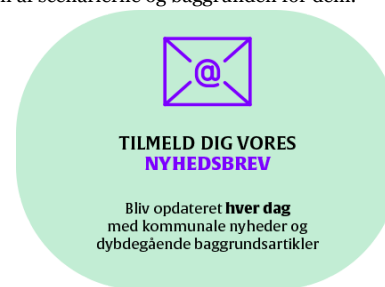 af scenarierne og baggrunden for dem.
@
TILMELD DIG VORES
NYHEDSBREV
Bliv opdateret hver dag
med kommunale nyheder og
dybdegående baggrundsartikler